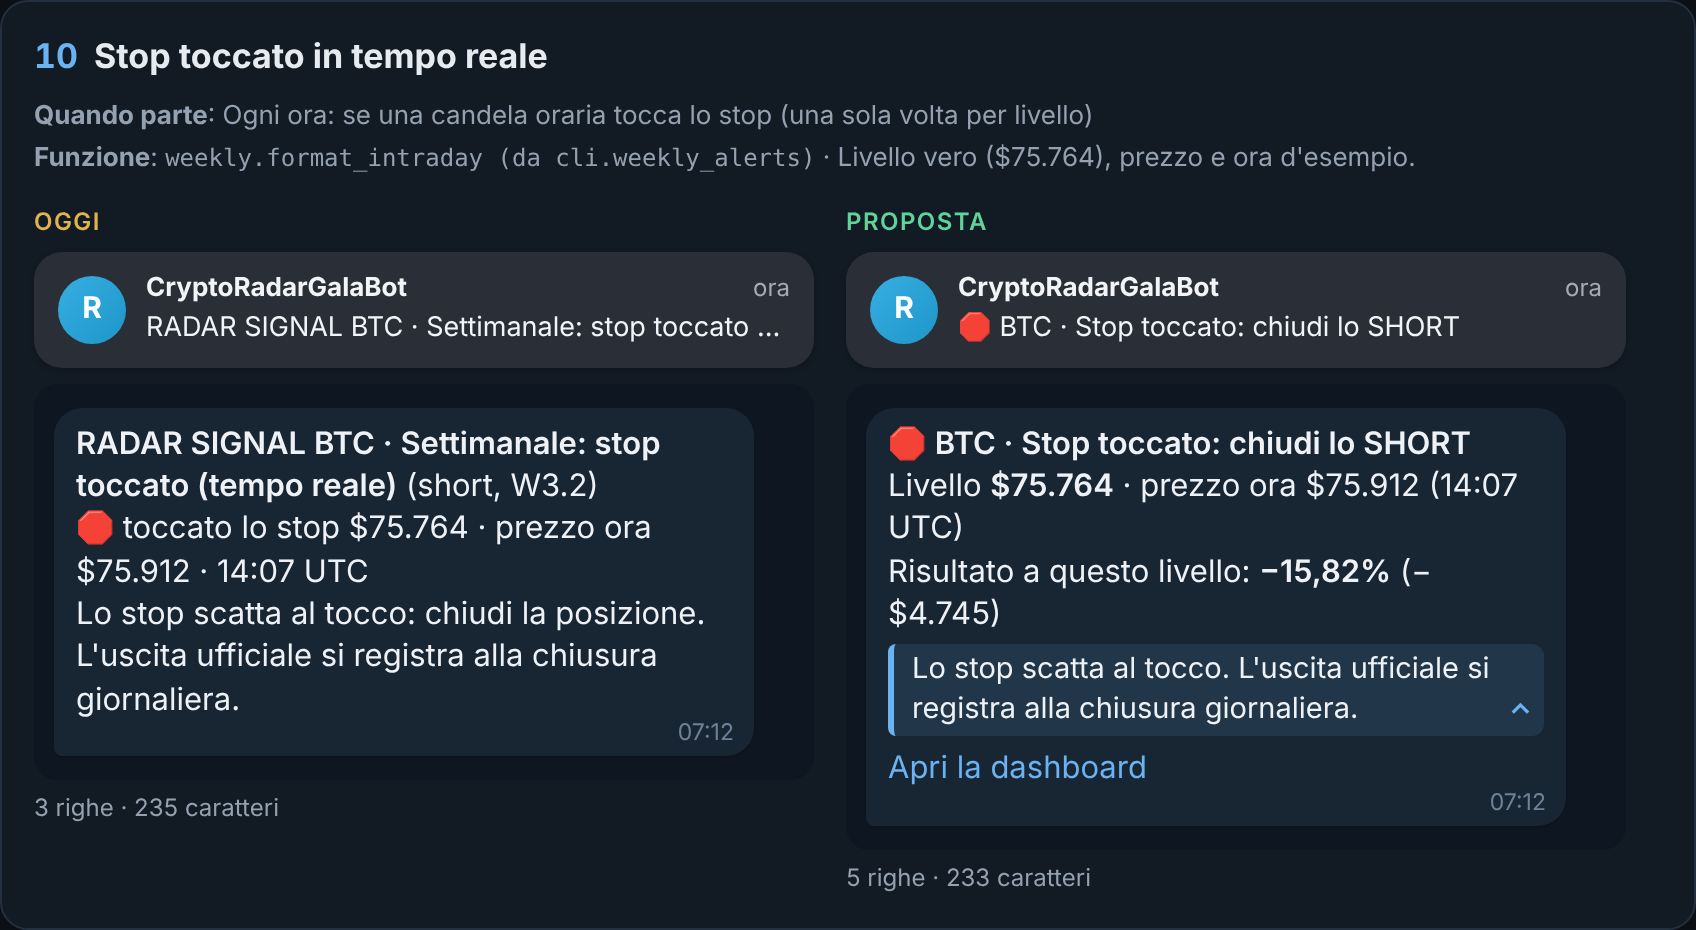 10 Stop toccato in tempo reale
Quando parte: Ogni ora: se una candela oraria tocca lo stop (una sola volta per livello)
Funzione: weekly.format_intraday (da cli.weekly_alerts) · Livello vero ($75.764), prezzo e ora d'esempio.
OGGI
R
CryptoRadarGalaBot
ora
RADAR SIGNAL BTC · Settimanale: stop toccato ...
RADAR SIGNAL BTC · Settimanale: stop
toccato (tempo reale) (short, W3.2)
🛑 toccato lo stop $75.764 · prezzo ora
$75.912 · 14:07 UTC
Lo stop scatta al tocco: chiudi la posizione.
L'uscita ufficiale si registra alla chiusura
giornaliera.
07:12
3 righe · 235 caratteri
PROPOSTA
R
CryptoRadarGalaBot
ora
🛑 BTC · Stop toccato: chiudi lo SHORT
🛑 BTC · Stop toccato: chiudi lo SHORT
Livello $75.764 · prezzo ora $75.912 (14:07
UTC)
Risultato a questo livello: −15,82% (−
$4.745)
Lo stop scatta al tocco. L'uscita ufficiale si
registra alla chiusura giornaliera.
Apri la dashboard
07:12
5 righe · 233 caratteri